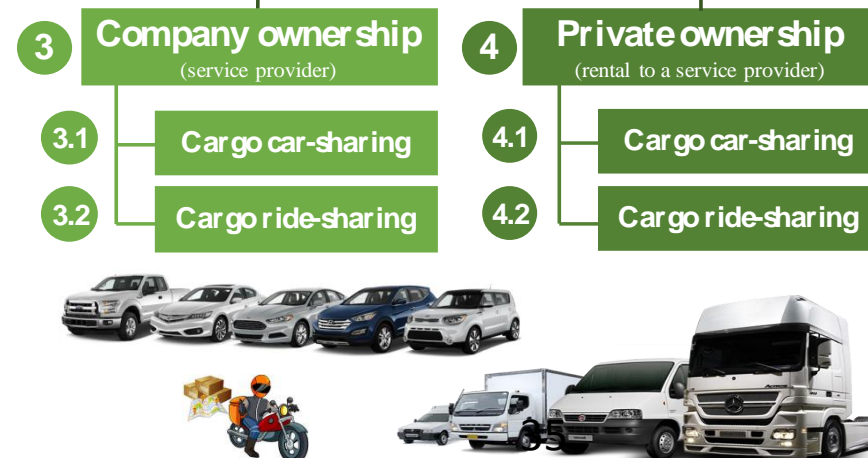 3
Company ownership
(service provider)
3.1
Cargo car-sharing
3.2
Cargo ride-sharing
4
Private ownership
(rental to a service provider)
4.1
Cargo car-sharing
4.2
Cargo ride-sharing
35